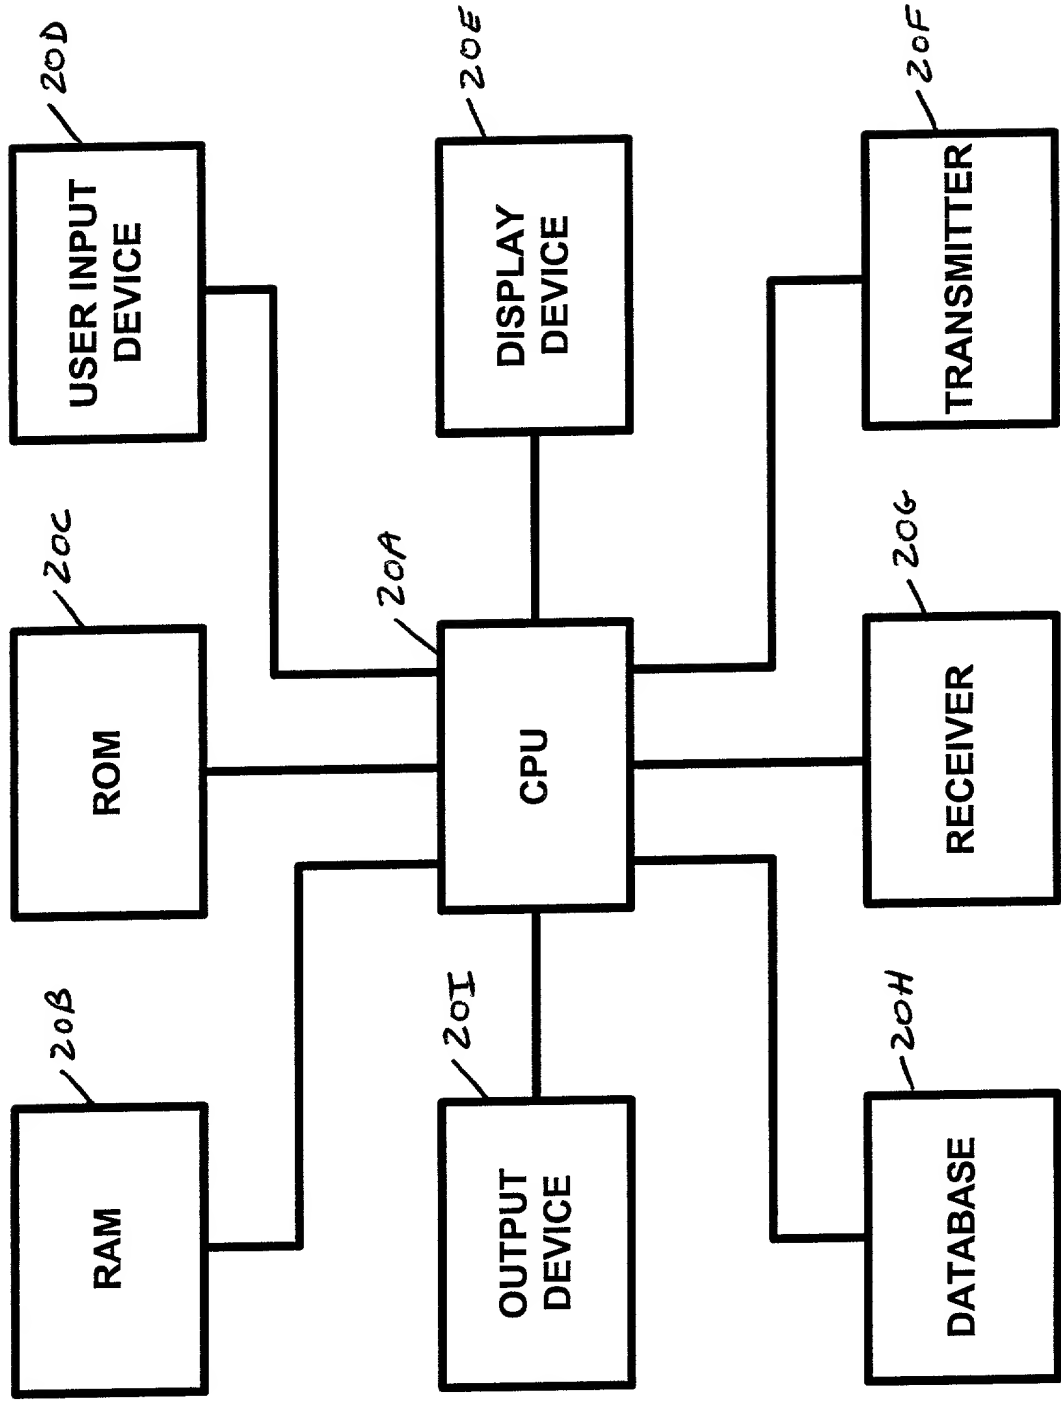 20B
RAM
20C
ROM
20D
USER INPUT
DEVICE
20I
OUTPUT
DEVICE
20A
CPU
20E
DISPLAY
DEVICE
20H
DATABASE
20G
RECEIVER
20F
TRANSMITTER